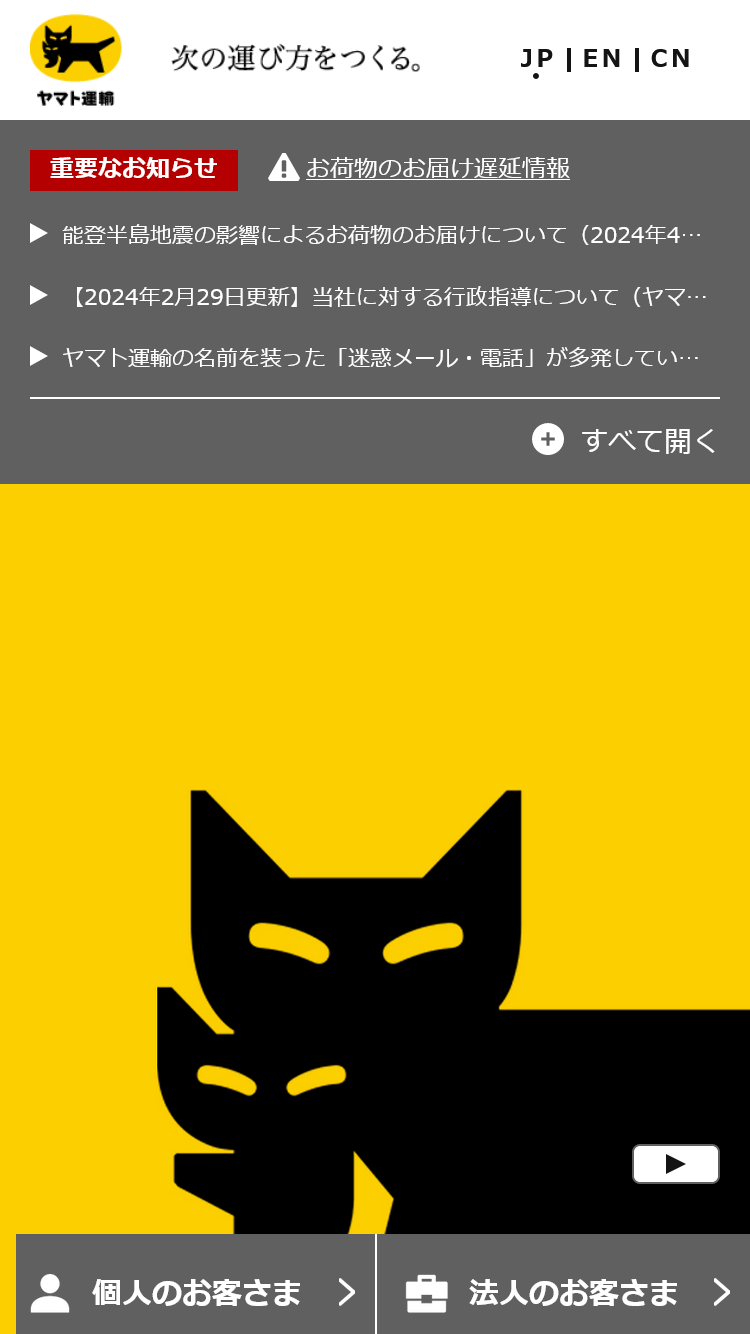 ヤマト運輸
次の運び方をつくる。
JP | EN | CN
重要なお知らせ
お荷物のお届け遅延情報
能登半島地震の影響によるお荷物のお届けについて（2024年4…
【2024年2月29日更新】当社に対する行政指導について（ヤマ…
ヤマト運輸の名前を装った「迷惑メール・電話」が多発してい…
すべて開く
個人のお客さま
法人のお客さま